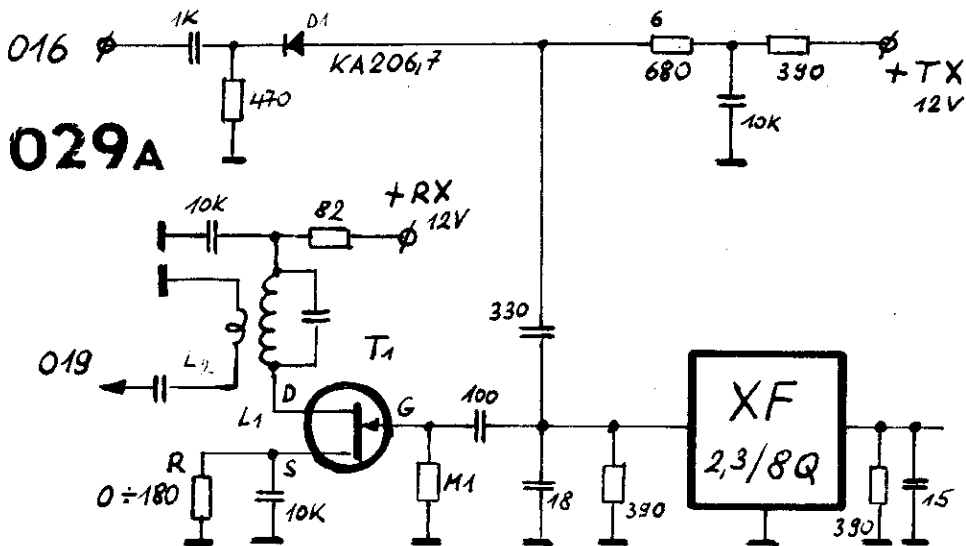 016
1K
D1
KA206,7
6
680
390
+TX
12V
470
10K
029A
10K
82
+RX
12V
330
019
L2
T1
D
L1
G
100
XF
2,3/8Q
R
0÷180
S
10K
M1
18
390
390
15